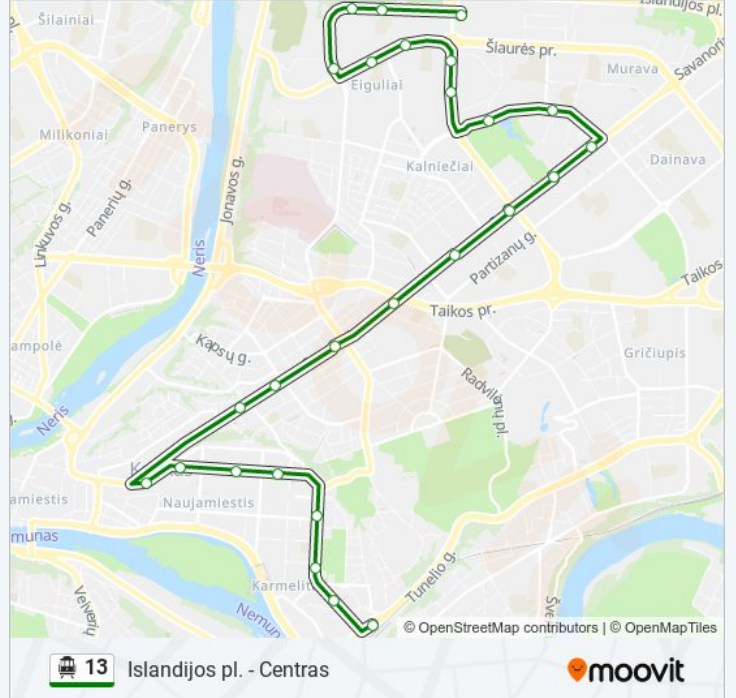 Islandijos pl.
Šilainiai
Šiaurės pr.
Savanorių
Murava
Eiguliai
Panerys
Milikoniai
Kalniečiai
Dainava
Jonavos g.
Panerių g.
Linkuvos g.
Neris
Partizanų g.
Taikos
Taikos pr.
Kapsų g.
ampolė
Gričiupis
Radvilėnų pl.
Neris
amiestis
Naujamiestis
munas
Tunelio g.
Karmelit
Veiverių
Nemun
Šve
© OpenStreetMap contributors | © OpenMapTiles
13 Islandijos pl. - Centras
moovit